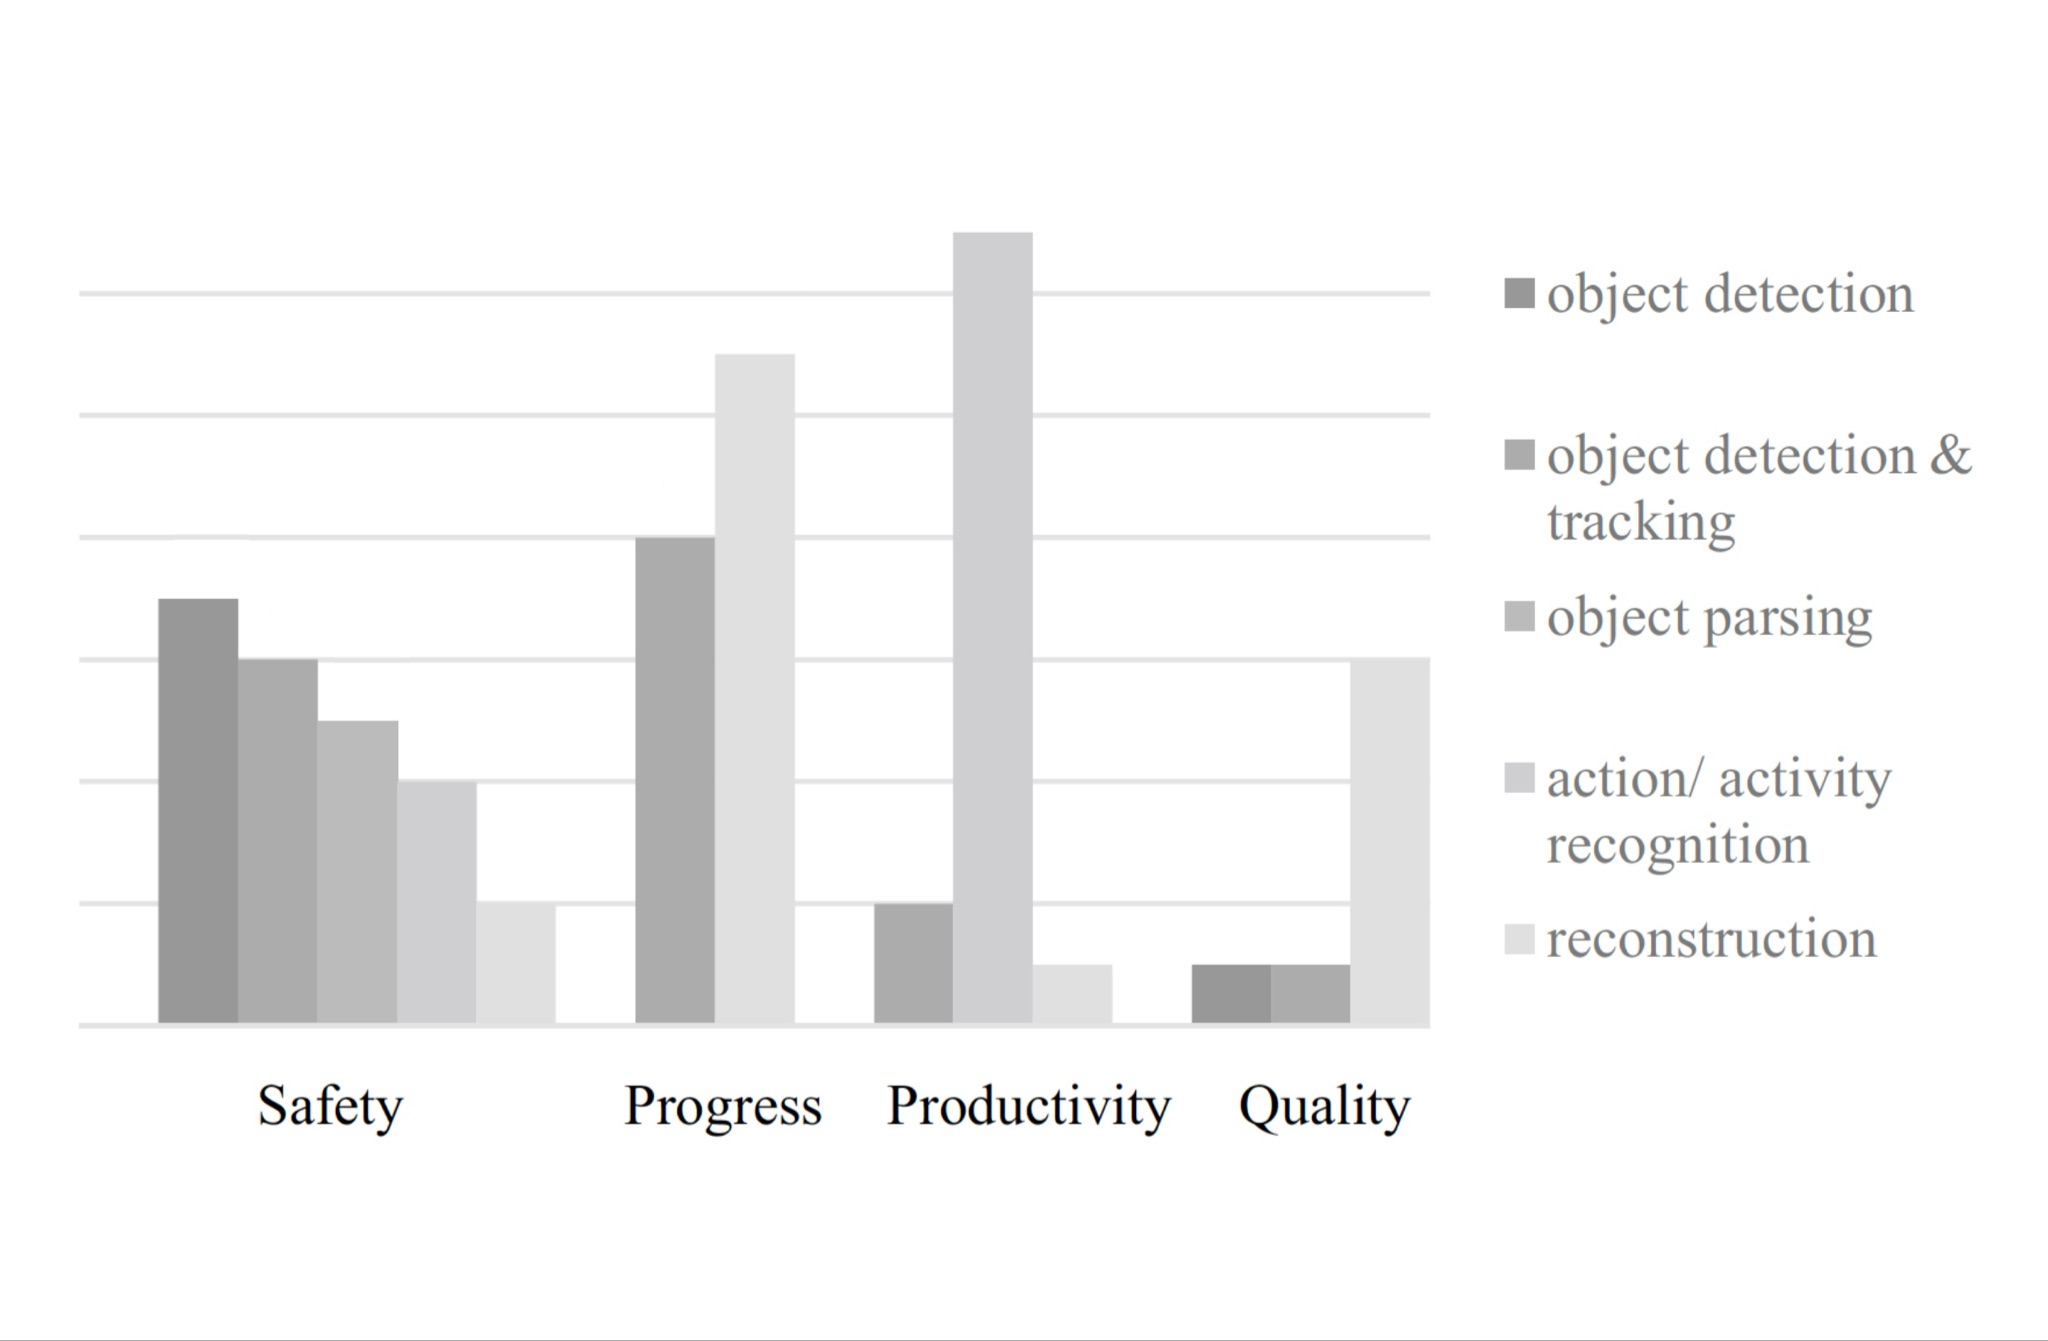 object detection
object detection &
tracking
object parsing
action/ activity
recognition
reconstruction
Safety
Progress
Productivity
Quality